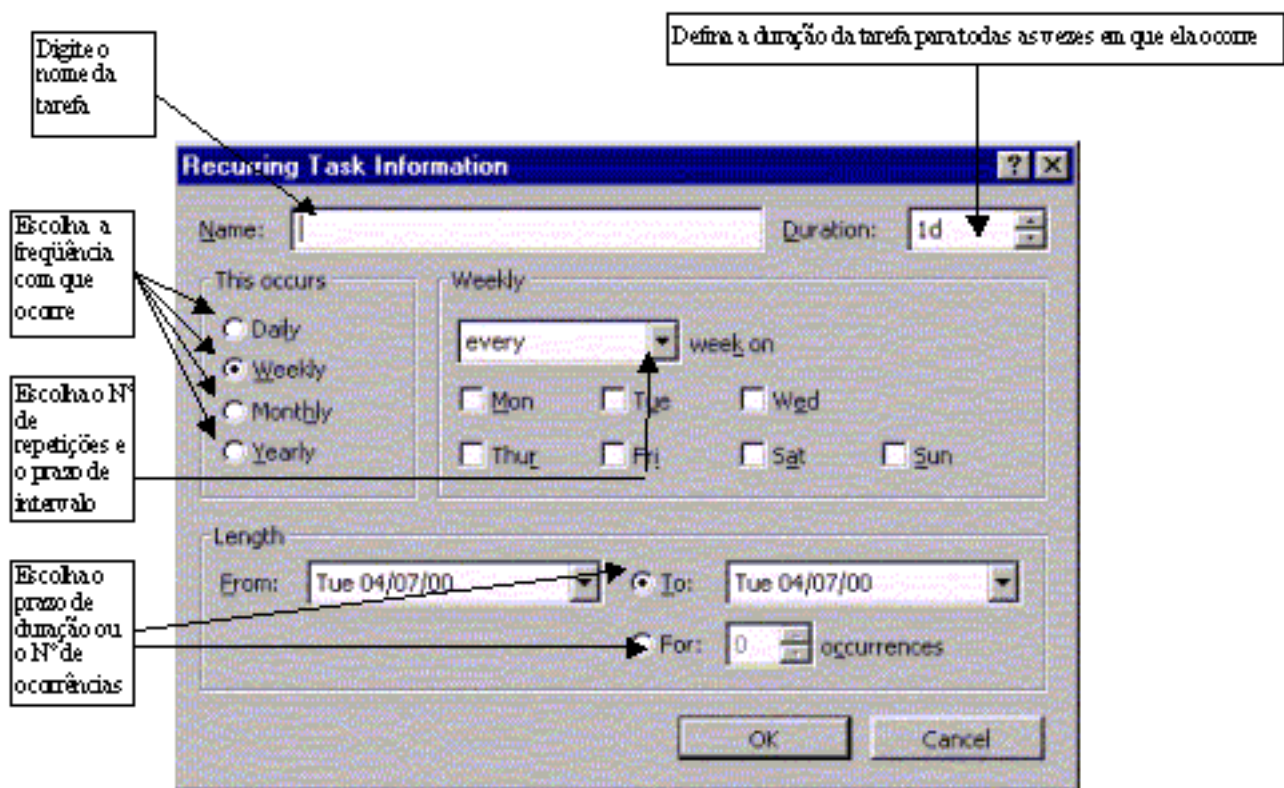 Digite o
nome da
tarefa
Defina a duração da tarefa para todas as vezes em que ela ocorre
Recurring Task Information
Name:
Duration: 1d
Escolha a
freqüência
com que
ocorre
This occurs
Daily
Weekly
Monthly
Yearly
Weekly
every week on
Mon Tue Wed
Thur Fri Sat Sun
Escolha o Nº
de
repetições e
o prazo de
intervalo
Length
From: Tue 04/07/00 To: Tue 04/07/00
For: 0 occurrences
Escolha o
prazo de
duração ou
o Nº de
ocorrências
OK Cancel